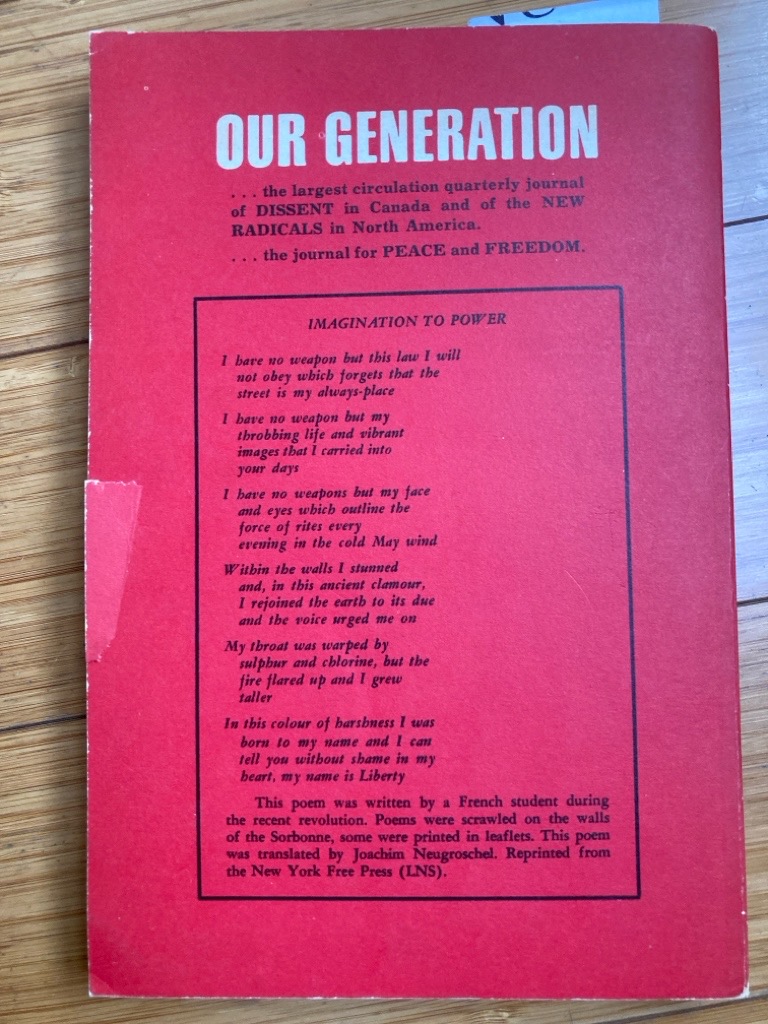 OUR GENERATION
. . . the largest circulation quarterly journal
of DISSENT in Canada and of the NEW
RADICALS in North America.
. . . the journal for PEACE and FREEDOM.
IMAGINATION TO POWER
I have no weapon but this law I will
not obey which forgets that the
street is my always-place
I have no weapon but my
throbbing life and vibrant
images that I carried into
your days
I have no weapons but my face
and eyes which outline the
force of rites every
evening in the cold May wind
Within the walls I stunned
and, in this ancient clamour,
I rejoined the earth to its due
and the voice urged me on
My throat was warped by
sulphur and chlorine, but the
fire flared up and I grew
taller
In this colour of harshness I was
born to my name and I can
tell you without shame in my
heart, my name is Liberty
This poem was written by a French student during
the recent revolution. Poems were scrawled on the walls
of the Sorbonne, some were printed in leaflets. This poem
was translated by Joachim Neugroschel. Reprinted from
the New York Free Press (LNS).